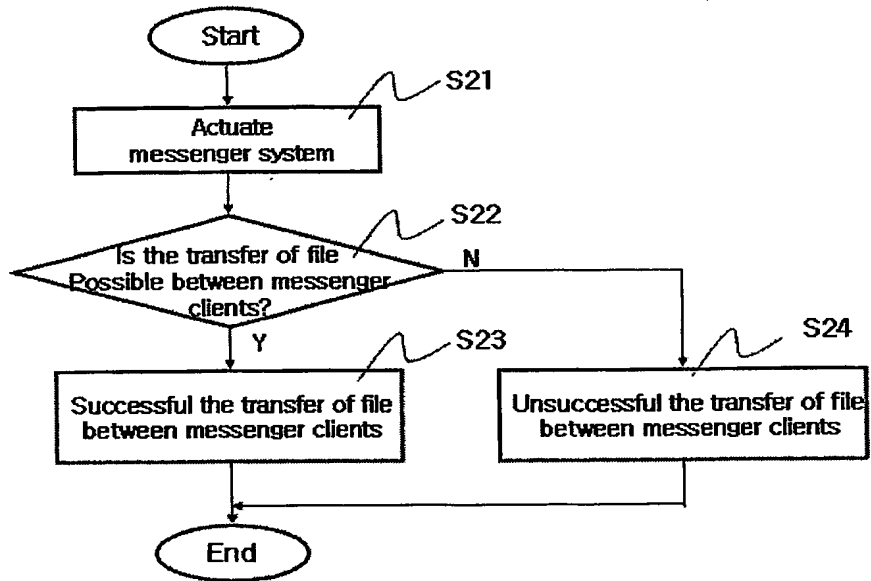 Start
S21
Actuate
messenger system
S22
Is the transfer of file
Possible between messenger
clients?
N
Y
S23
S24
Successful the transfer of file
between messenger clients
Unsuccessful the transfer of file
between messenger clients
End